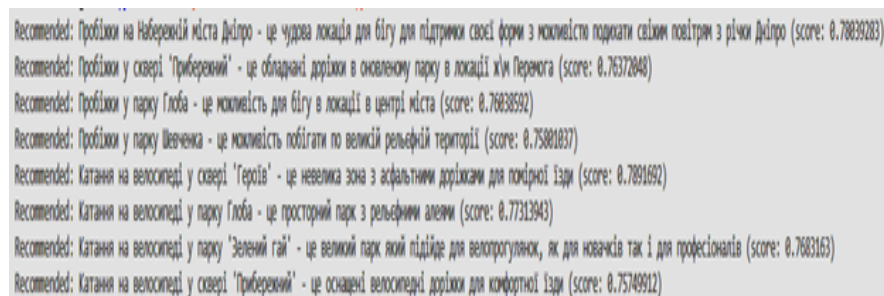 Recommended: Пробіжки на Набережній міста Дніпро - це чудова локація для бігу для підтримки своєї форми з можливістю подихати свіжим повітрям з річки Дніпро (score: 0.78039283)
Recommended: Пробіжки у сквері 'Прибережний' - це обладнані доріжки в оновленому парку в локації ж\м Перемога (score: 0.76372048)
Recommended: Пробіжки у парку Глоба - це можливість для бігу в локації в центрі міста (score: 0.76038592)
Recommended: Пробіжки у парку Шевченка - це можливість побігати по великій рельєфній території (score: 0.75801037)
Recommended: Катання на велосипеді у сквері 'Героїв' - це невелика зона з асфальтними доріжками для помірної їзди (score: 0.7891692)
Recommended: Катання на велосипеді у парку Глоба - це просторний парк з рельєфними алеями (score: 0.77313943)
Recommended: Катання на велосипеді у парку 'Зелений гай' - це великий парк який підійде для велопрогулянок, як для новачків так і для професіоналів (score: 0.7683163)
Recommended: Катання на велосипеді у сквері 'Прибережний' - це оснащені велосипедні доріжки для комфортної їзди (score: 0.75749912)